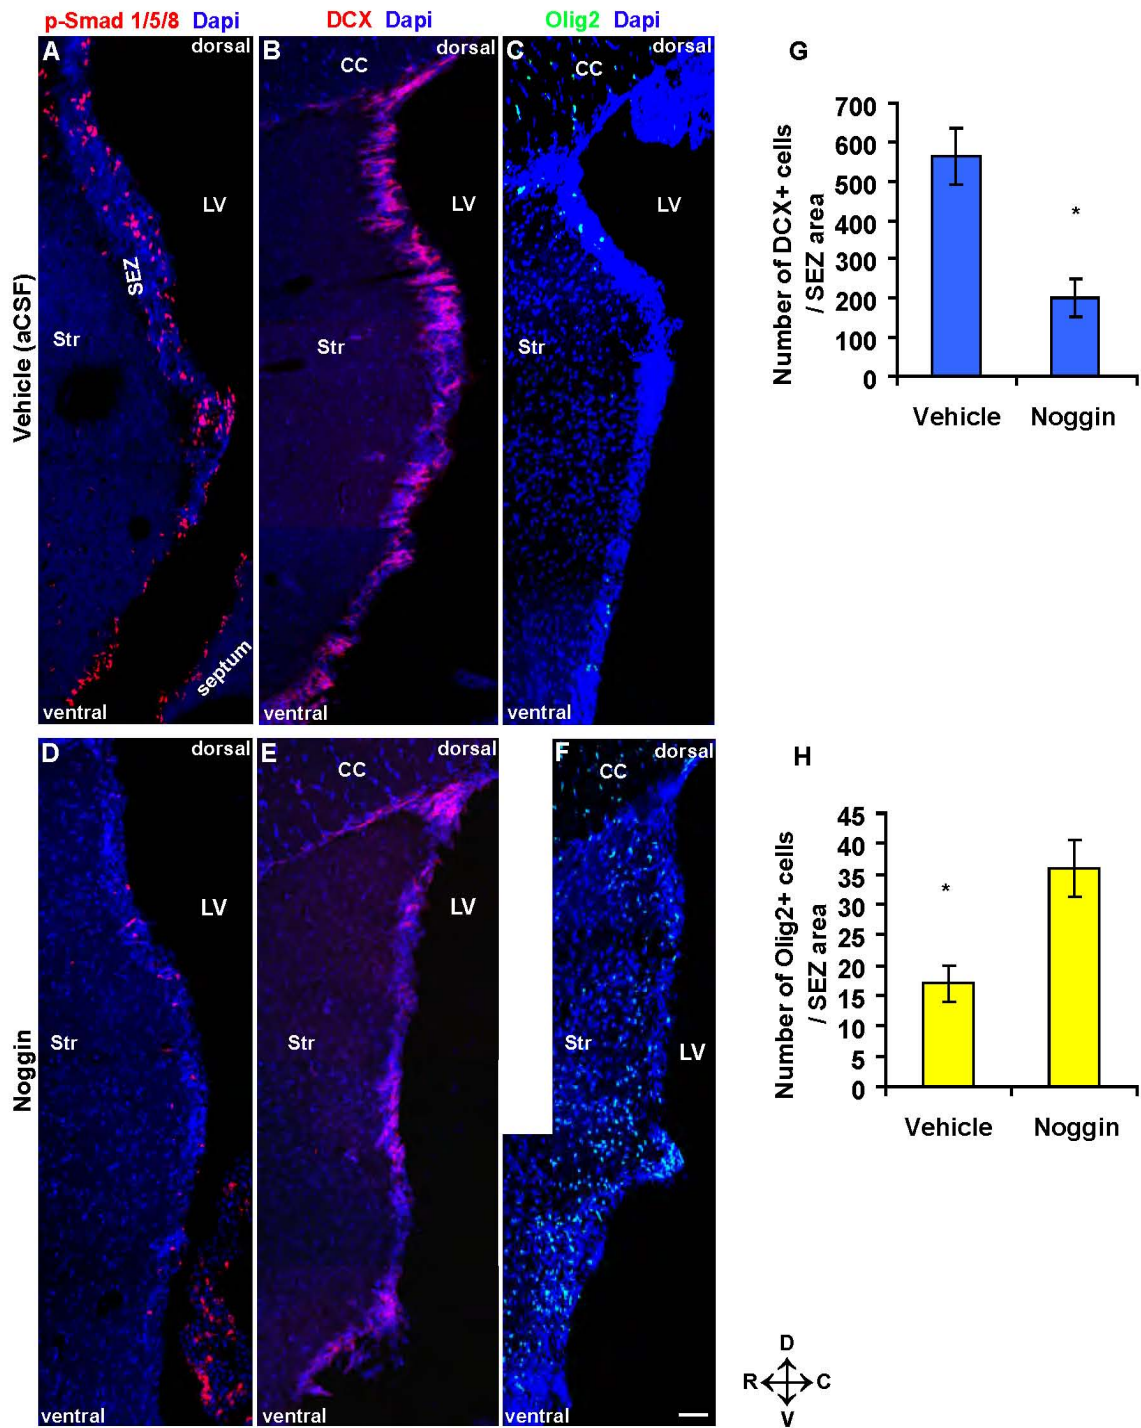 p-Smad 1/5/8 Dapi
DCX Dapi
Olig2 Dapi
Vehicle (aCSF)
A
dorsal
LV
SEZ
Str
septum
ventral
B
dorsal
CC
LV
Str
ventral
C
dorsal
CC
LV
Str
ventral
G
Number of DCX+ cells
/ SEZ area
700
600
500
400
300
200
100
0
*
Vehicle Noggin
Noggin
D
dorsal
LV
Str
ventral
E
dorsal
CC
LV
Str
ventral
F
dorsal
CC
Str
LV
ventral
H
Number of Olig2+ cells
/ SEZ area
45
40
35
30
25
20
15
10
5
0
*
Vehicle Noggin
D
R C
V